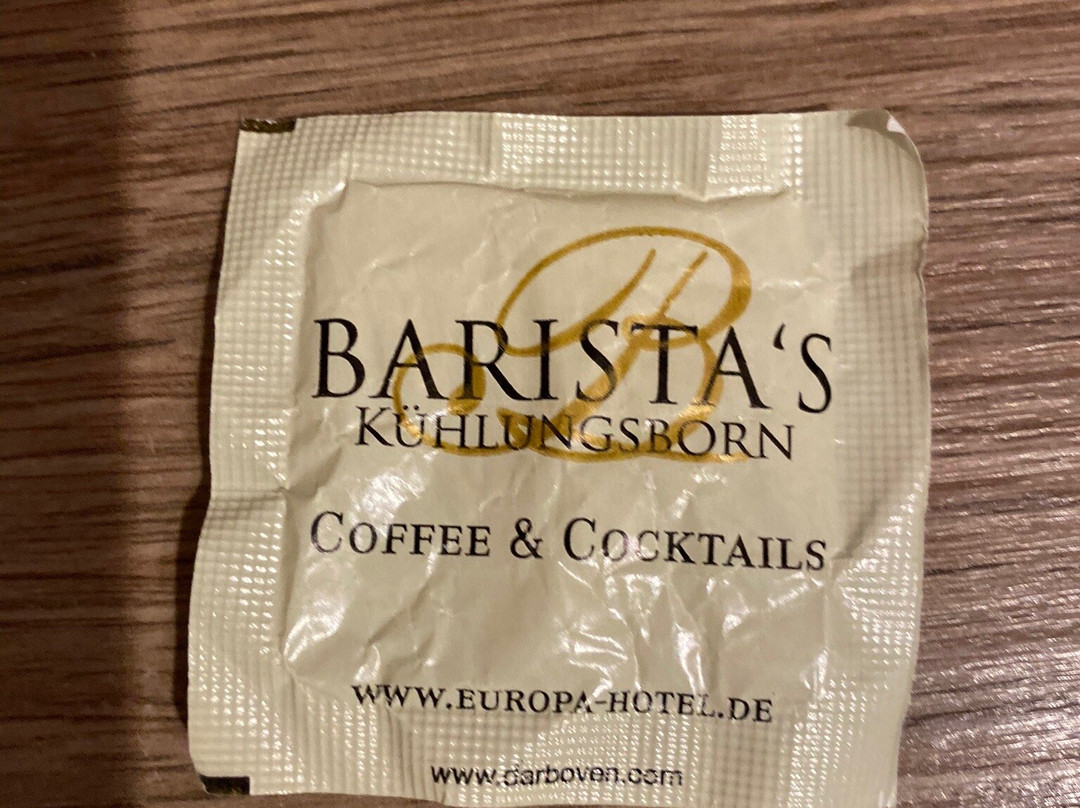 B
BARISTA‘S
KÜHLUNGSBORN
COFFEE & COCKTAILS
WWW.EUROPA-HOTEL.DE
www.darboven.com